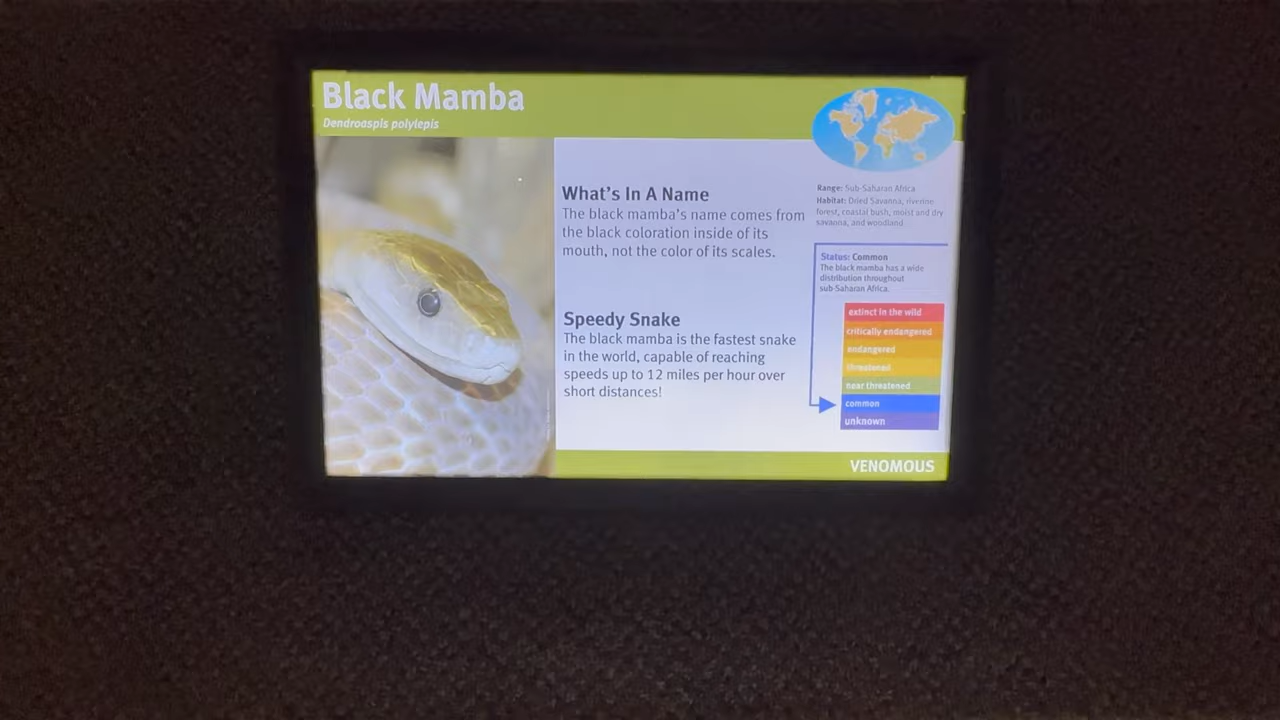 Black Mamba
Dendroaspis polylepis
What's In A Name
The black mamba's name comes from
the black coloration inside of its
mouth, not the color of its scales.
Speedy Snake
The black mamba is the fastest snake
in the world, capable of reaching
speeds up to 12 miles per hour over
short distances!
Range: Sub-Saharan Africa
Habitat: Dried Savanna, riverine
forest, coastal bush, moist and dry
savanna, and woodland
Status: Common
The black mamba has a wide
distribution throughout
sub-Saharan Africa.
extinct in the wild
critically endangered
endangered
threatened
near threatened
common
unknown
VENOMOUS